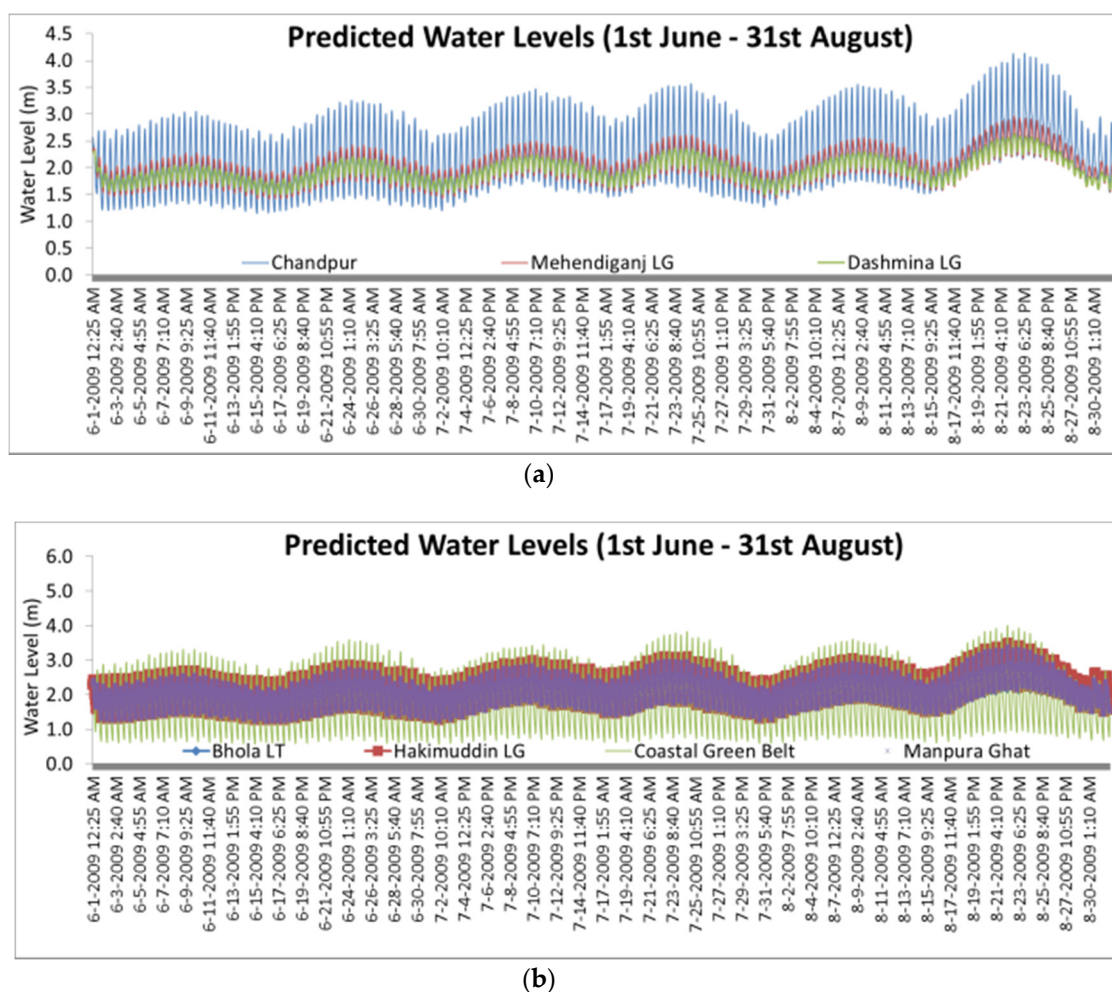 Predicted Water Levels (1st June - 31st August)
Water Level (m)
4.5
4.0
3.5
3.0
2.5
2.0
1.5
1.0
0.5
0.0
Chandpur Mehendiganj LG Dashmina LG
6-1-2009 12:25 AM
6-3-2009 2:40 AM
6-5-2009 4:55 AM
6-7-2009 7:10 AM
6-9-2009 9:25 AM
6-11-2009 11:40 AM
6-13-2009 1:55 PM
6-15-2009 4:10 PM
6-17-2009 6:25 PM
6-19-2009 8:40 PM
6-21-2009 10:55 PM
6-24-2009 1:10 AM
6-26-2009 3:25 AM
6-28-2009 5:40 AM
6-30-2009 7:55 AM
7-2-2009 10:10 AM
7-4-2009 12:25 PM
7-6-2009 2:40 PM
7-8-2009 4:55 PM
7-10-2009 7:10 PM
7-12-2009 9:25 PM
7-14-2009 11:40 PM
7-17-2009 1:55 AM
7-19-2009 4:10 AM
7-21-2009 6:25 AM
7-23-2009 8:40 AM
7-25-2009 10:55 AM
7-27-2009 1:10 PM
7-29-2009 3:25 PM
7-31-2009 5:40 PM
8-2-2009 7:55 PM
8-4-2009 10:10 PM
8-7-2009 12:25 AM
8-9-2009 2:40 AM
8-11-2009 4:55 AM
8-13-2009 7:10 AM
8-15-2009 9:25 AM
8-17-2009 11:40 AM
8-19-2009 1:55 PM
8-21-2009 4:10 PM
8-23-2009 6:25 PM
8-25-2009 8:40 PM
8-27-2009 10:55 PM
8-30-2009 1:10 AM
(a)
Predicted Water Levels (1st June - 31st August)
Water Level (m)
6.0
5.0
4.0
3.0
2.0
1.0
0.0
Bhola LT Hakimuddin LG Coastal Green Belt Manpura Ghat
6-1-2009 12:25 AM
6-3-2009 2:40 AM
6-5-2009 4:55 AM
6-7-2009 7:10 AM
6-9-2009 9:25 AM
6-11-2009 11:40 AM
6-13-2009 1:55 PM
6-15-2009 4:10 PM
6-17-2009 6:25 PM
6-19-2009 8:40 PM
6-21-2009 10:55 PM
6-24-2009 1:10 AM
6-26-2009 3:25 AM
6-28-2009 5:40 AM
6-30-2009 7:55 AM
7-2-2009 10:10 AM
7-4-2009 12:25 PM
7-6-2009 2:40 PM
7-8-2009 4:55 PM
7-10-2009 7:10 PM
7-12-2009 9:25 PM
7-14-2009 11:40 PM
7-17-2009 1:55 AM
7-19-2009 4:10 AM
7-21-2009 6:25 AM
7-23-2009 8:40 AM
7-25-2009 10:55 AM
7-27-2009 1:10 PM
7-29-2009 3:25 PM
7-31-2009 5:40 PM
8-2-2009 7:55 PM
8-4-2009 10:10 PM
8-7-2009 12:25 AM
8-9-2009 2:40 AM
8-11-2009 4:55 AM
8-13-2009 7:10 AM
8-15-2009 9:25 AM
8-17-2009 11:40 AM
8-19-2009 1:55 PM
8-21-2009 4:10 PM
8-23-2009 6:25 PM
8-25-2009 8:40 PM
8-27-2009 10:55 PM
8-30-2009 1:10 AM
(b)